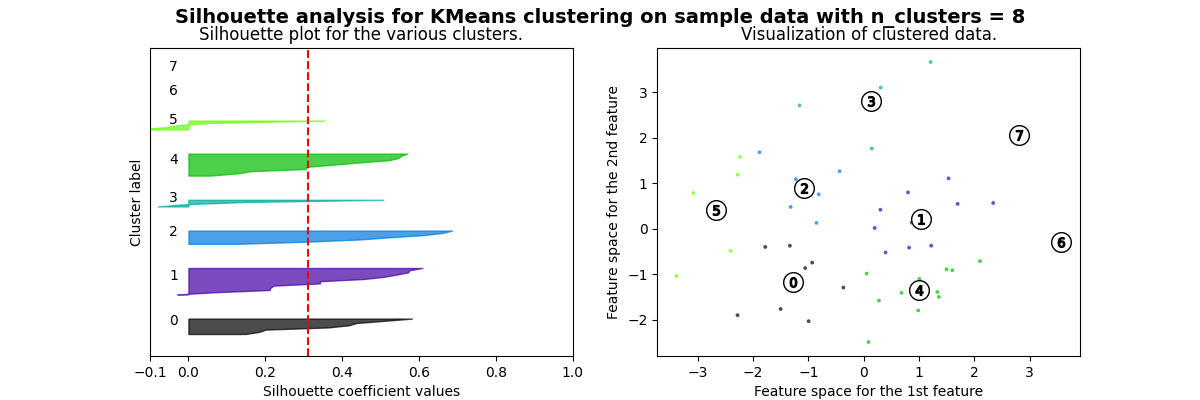 Silhouette analysis for KMeans clustering on sample data with n_clusters = 8
Silhouette plot for the various clusters.
Cluster label
7
6
5
4
3
2
1
0
−0.1 0.0 0.2 0.4 0.6 0.8 1.0
Silhouette coefficient values
Visualization of clustered data.
Feature space for the 2nd feature
3
2
1
0
−1
−2
3
7
2
5
1
6
0
4
−3 −2 −1 0 1 2 3
Feature space for the 1st feature